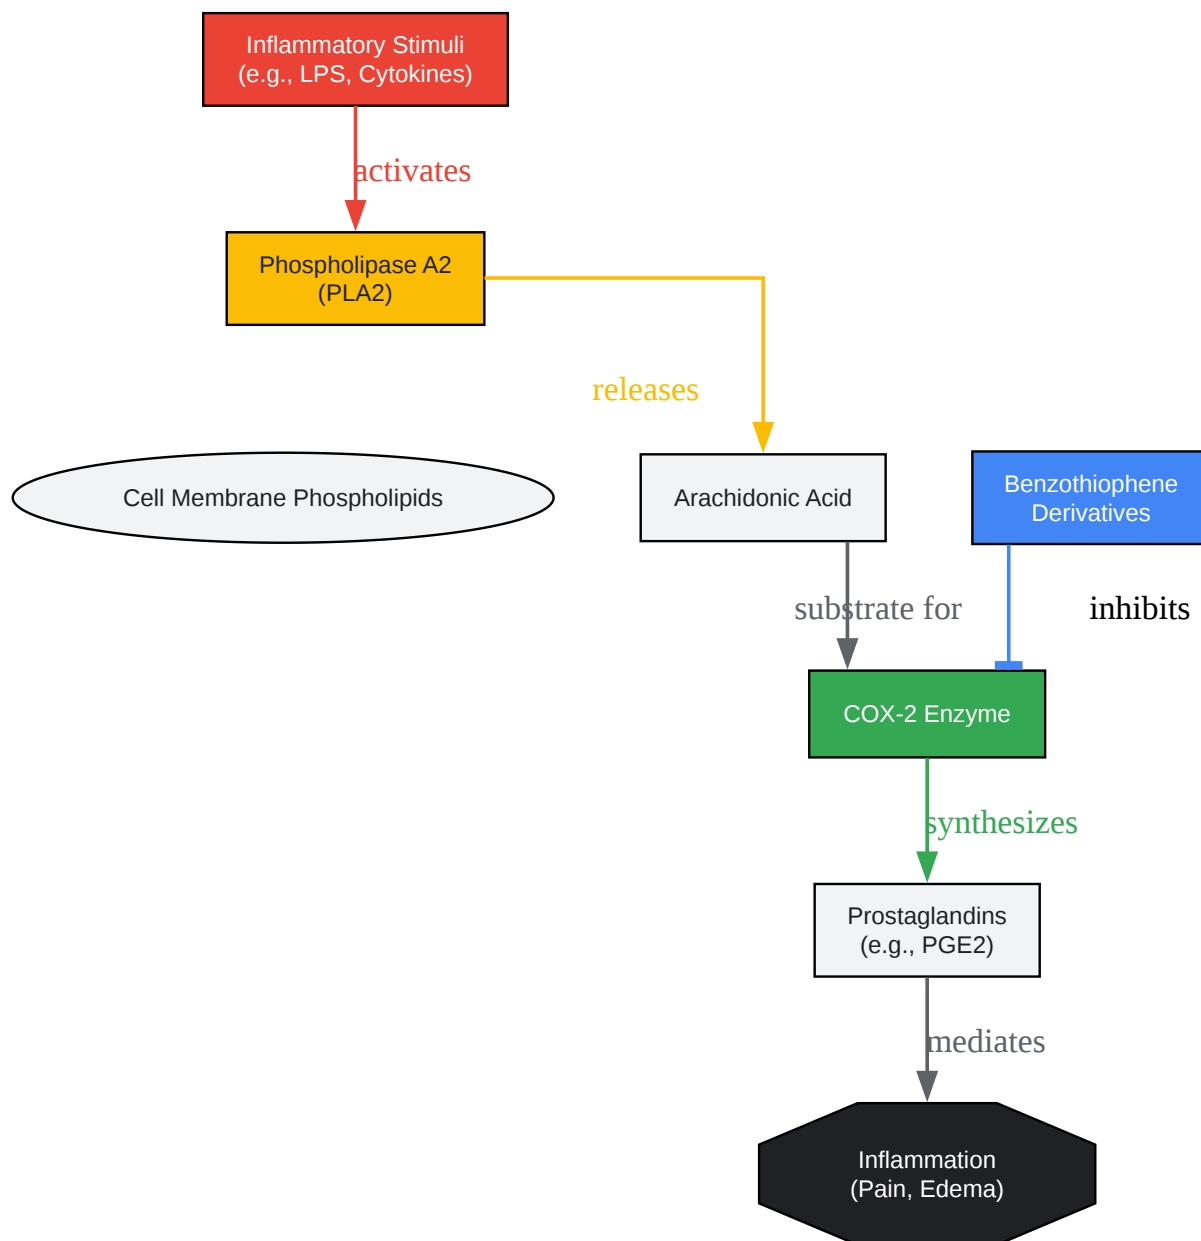 Inflammatory Stimuli
(e.g., LPS, Cytokines)
activates
Phospholipase A2
(PLA2)
releases
Cell Membrane Phospholipids
Arachidonic Acid
Benzothiophene
Derivatives
substrate for
inhibits
COX-2 Enzyme
synthesizes
Prostaglandins
(e.g., PGE2)
mediates
Inflammation
(Pain, Edema)